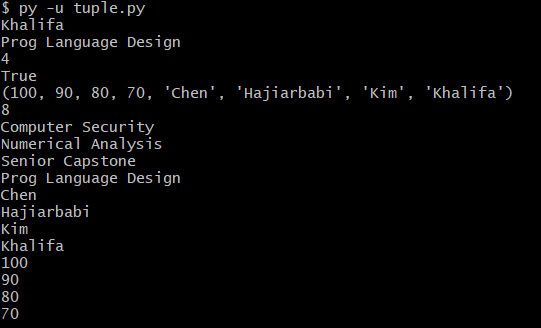 $ py -u tuple.py
Khalifa
Prog Language Design
4
True
(100, 90, 80, 70, 'Chen', 'Hajiarbabi', 'Kim', 'Khalifa')
8
Computer Security
Numerical Analysis
Senior Capstone
Prog Language Design
Chen
Hajiarbabi
Kim
Khalifa
100
90
80
70